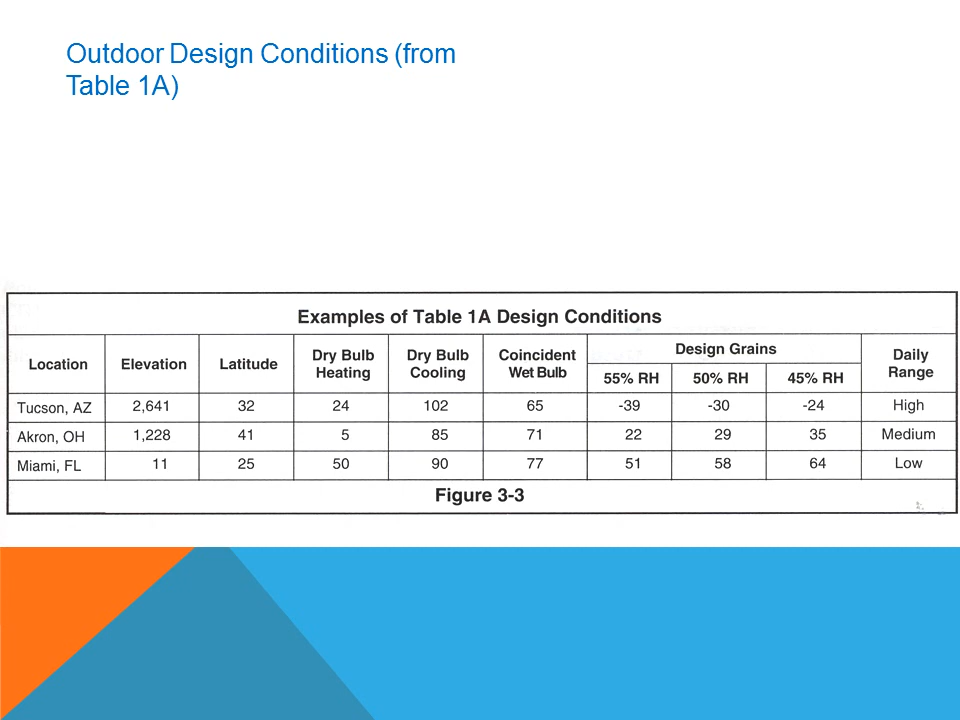 Outdoor Design Conditions (from
Table 1A)
Examples of Table 1A Design Conditions
Location Elevation Latitude Dry Bulb Heating Dry Bulb Cooling Coincident Wet Bulb Design Grains Daily Range
55% RH 50% RH 45% RH
Tucson, AZ 2,641 32 24 102 65 -39 -30 -24 High
Akron, OH 1,228 41 5 85 71 22 29 35 Medium
Miami, FL 11 25 50 90 77 51 58 64 Low
Figure 3-3